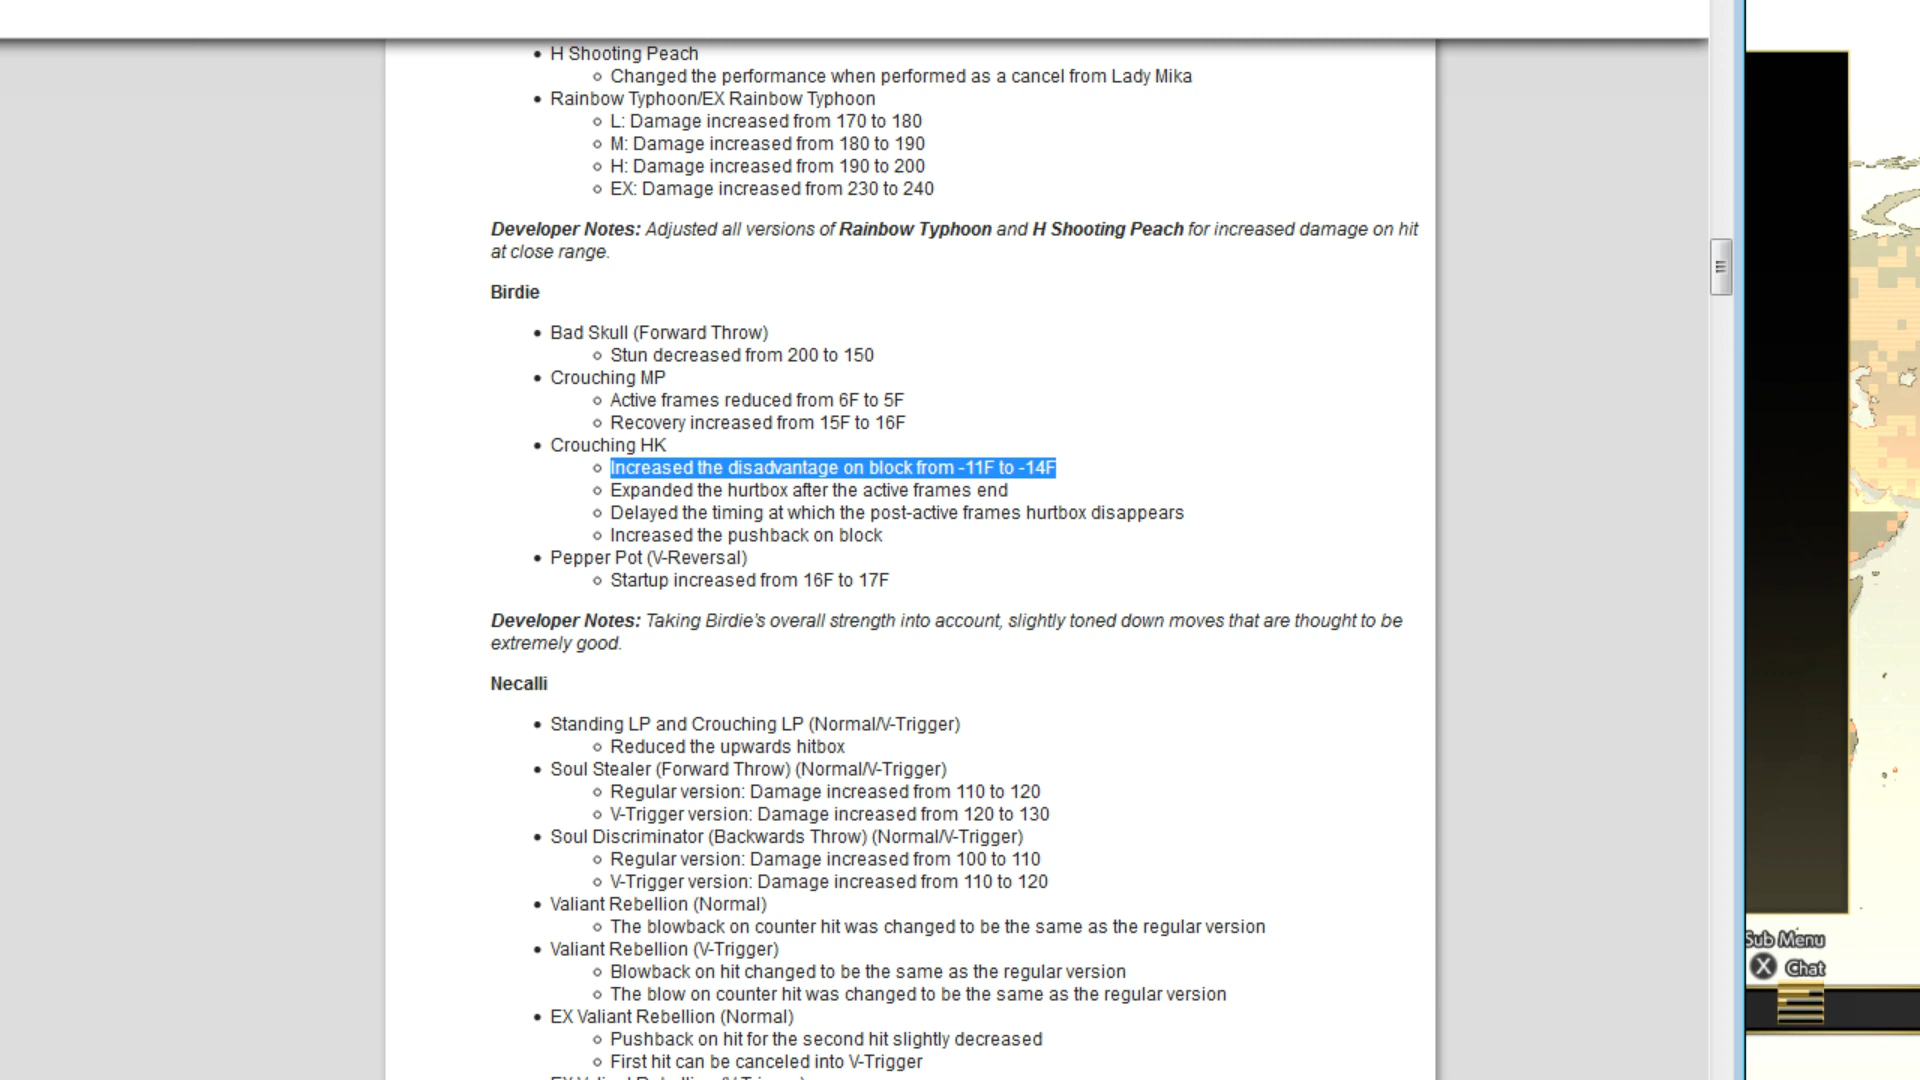 • H Shooting Peach
○ Changed the performance when performed as a cancel from Lady Mika
• Rainbow Typhoon/EX Rainbow Typhoon
○ L: Damage increased from 170 to 180
○ M: Damage increased from 180 to 190
○ H: Damage increased from 190 to 200
○ EX: Damage increased from 230 to 240
Developer Notes: Adjusted all versions of Rainbow Typhoon and H Shooting Peach for increased damage on hit
at close range.
Birdie
• Bad Skull (Forward Throw)
○ Stun decreased from 200 to 150
• Crouching MP
○ Active frames reduced from 6F to 5F
○ Recovery increased from 15F to 16F
• Crouching HK
○ Increased the disadvantage on block from -11F to -14F
○ Expanded the hurtbox after the active frames end
○ Delayed the timing at which the post-active frames hurtbox disappears
○ Increased the pushback on block
• Pepper Pot (V-Reversal)
○ Startup increased from 16F to 17F
Developer Notes: Taking Birdie's overall strength into account, slightly toned down moves that are thought to be
extremely good.
Necalli
• Standing LP and Crouching LP (Normal/V-Trigger)
○ Reduced the upwards hitbox
• Soul Stealer (Forward Throw) (Normal/V-Trigger)
○ Regular version: Damage increased from 110 to 120
○ V-Trigger version: Damage increased from 120 to 130
• Soul Discriminator (Backwards Throw) (Normal/V-Trigger)
○ Regular version: Damage increased from 100 to 110
○ V-Trigger version: Damage increased from 110 to 120
• Valiant Rebellion (Normal)
○ The blowback on counter hit was changed to be the same as the regular version
• Valiant Rebellion (V-Trigger)
○ Blowback on hit changed to be the same as the regular version
○ The blow on counter hit was changed to be the same as the regular version
• EX Valiant Rebellion (Normal)
○ Pushback on hit for the second hit slightly decreased
○ First hit can be canceled into V-Trigger
Sub Menu
X Chat